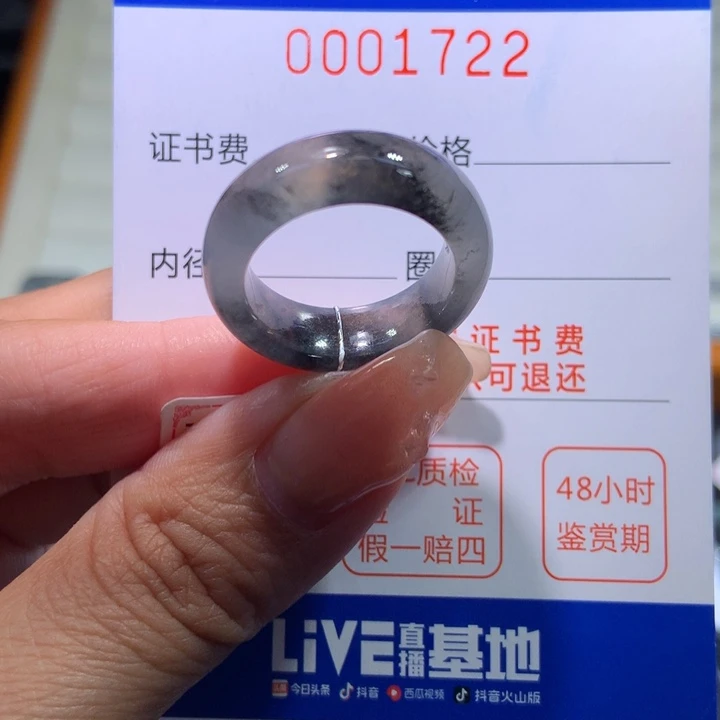 0001722
证书费
价格
内径
圈
证书费
可退还
质检
证
假一赔四
48小时
鉴赏期
LiVE直播基地
今日头条 抖音 西瓜视频 抖音火山版